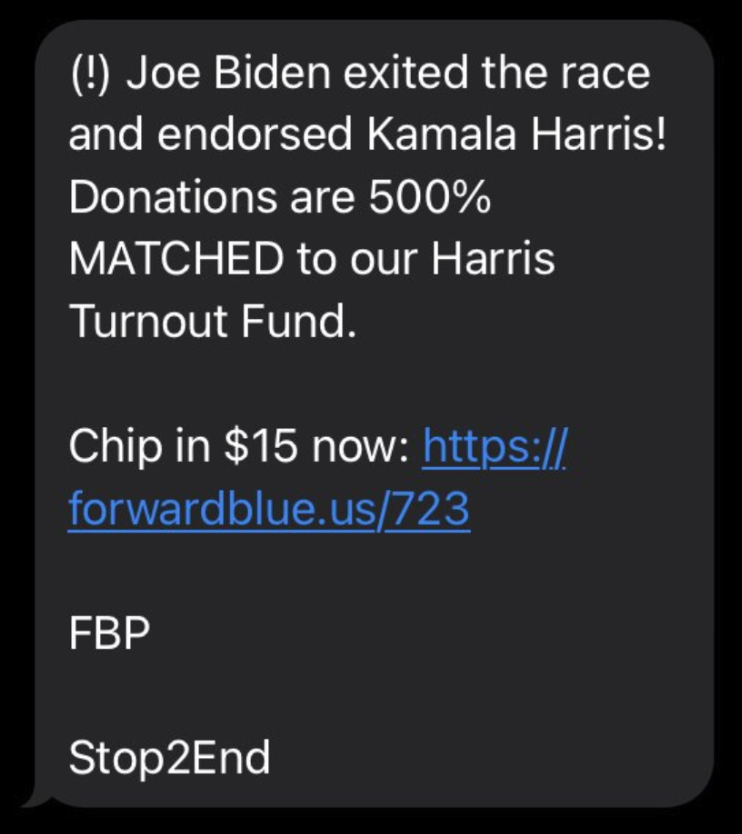 (!) Joe Biden exited the race
and endorsed Kamala Harris!
Donations are 500%
MATCHED to our Harris
Turnout Fund.
Chip in $15 now: https://
forwardblue.us/723
FBP
Stop2End